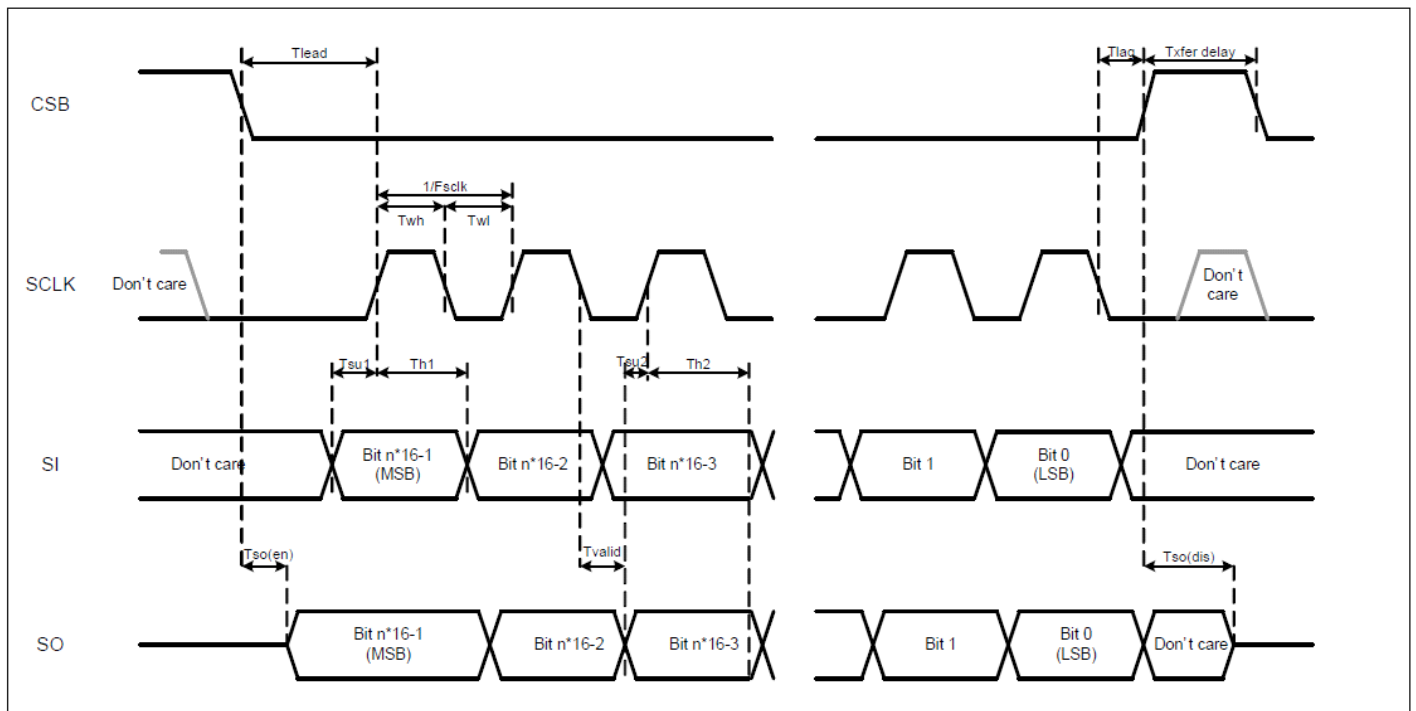 Tlead
Tlag
Txfer delay
CSB
1/Fsclk
Twh
Twl
SCLK
Don't care
Don't
care
Tsu1
Th1
Tsu2
Th2
SI
Don't care
Bit n*16-1
(MSB)
Bit n*16-2
Bit n*16-3
Bit 1
Bit 0
(LSB)
Don't care
Tso(en)
Tvalid
Tso(dis)
SO
Bit n*16-1
(MSB)
Bit n*16-2
Bit n*16-3
Bit 1
Bit 0
(LSB)
Don't care